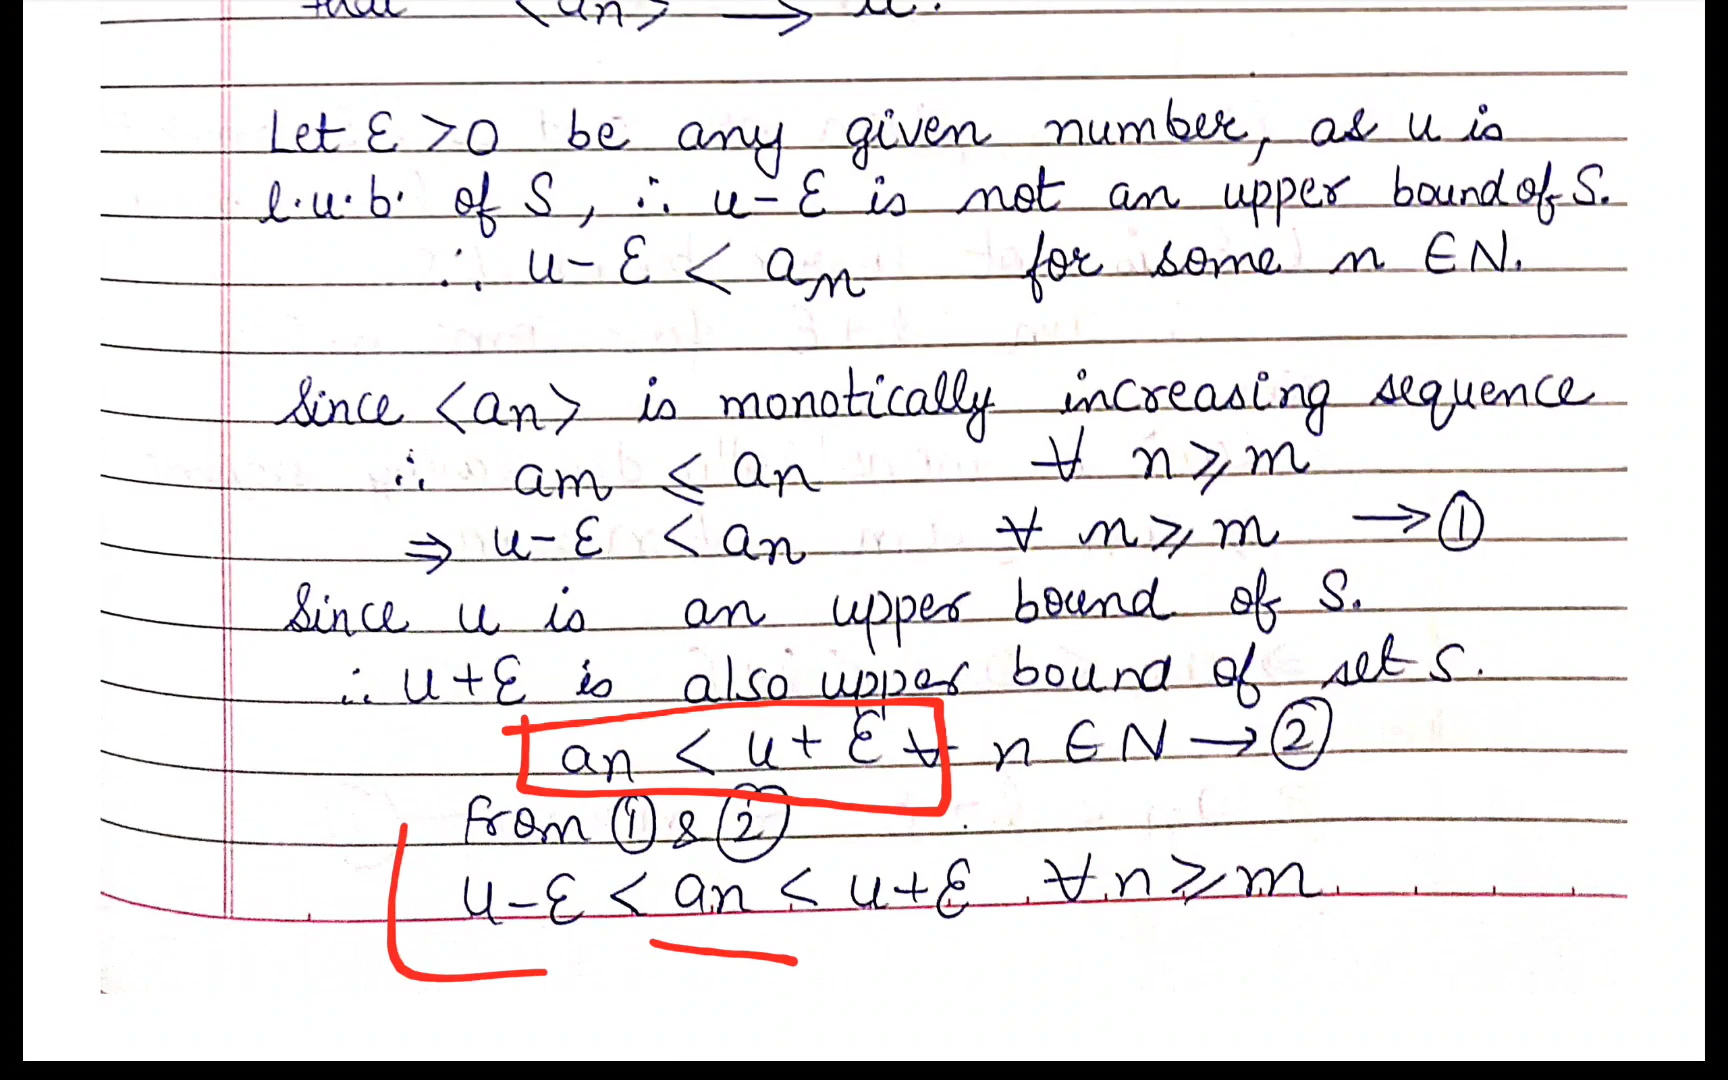 <an> → u.
Let ε >0 be any given number, as u is
l.u.b. of S, ∴ u-ε is not an upper bound of S.
∴ u-ε < am for some m ∈N.
Since <an> is monotically increasing sequence
∴ am ≤ an ∀ n≥m
⇒ u-ε < an ∀ n≥m →①
Since u is an upper bound of S.
∴ u+ε is also upper bound of set S.
an < u+ε ∀ n ∈N → ②
from ① & ②
u-ε < an < u+ε ∀n≥m